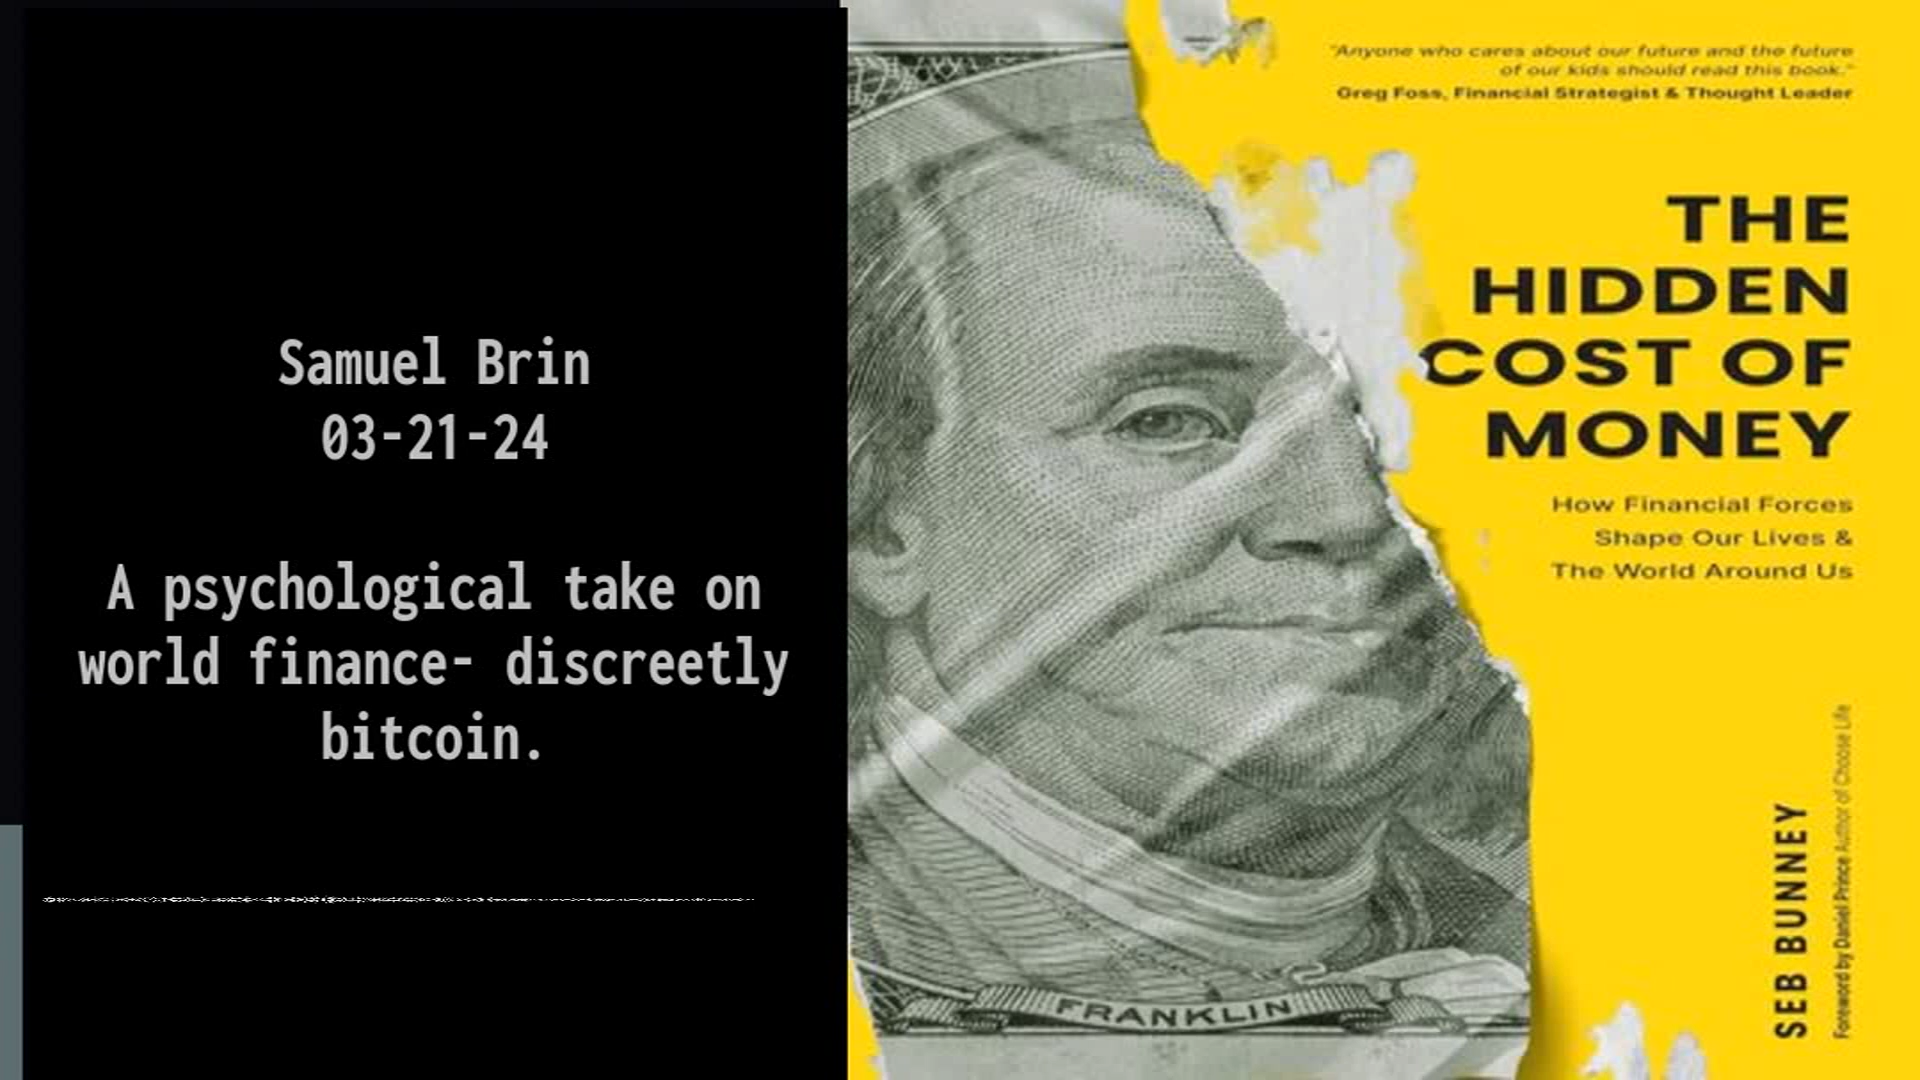 Samuel Brin
03-21-24
A psychological take on
world finance- discreetly
bitcoin.
"Anyone who cares about our future and the future
of our kids should read this book."
Greg Foss, Financial Strategist & Thought Leader
THE
HIDDEN
COST OF
MONEY
How Financial Forces
Shape Our Lives &
The World Around Us
SEB BUNNEY
Foreword by Daniel Prince Author of Choose Life
FRANKLIN